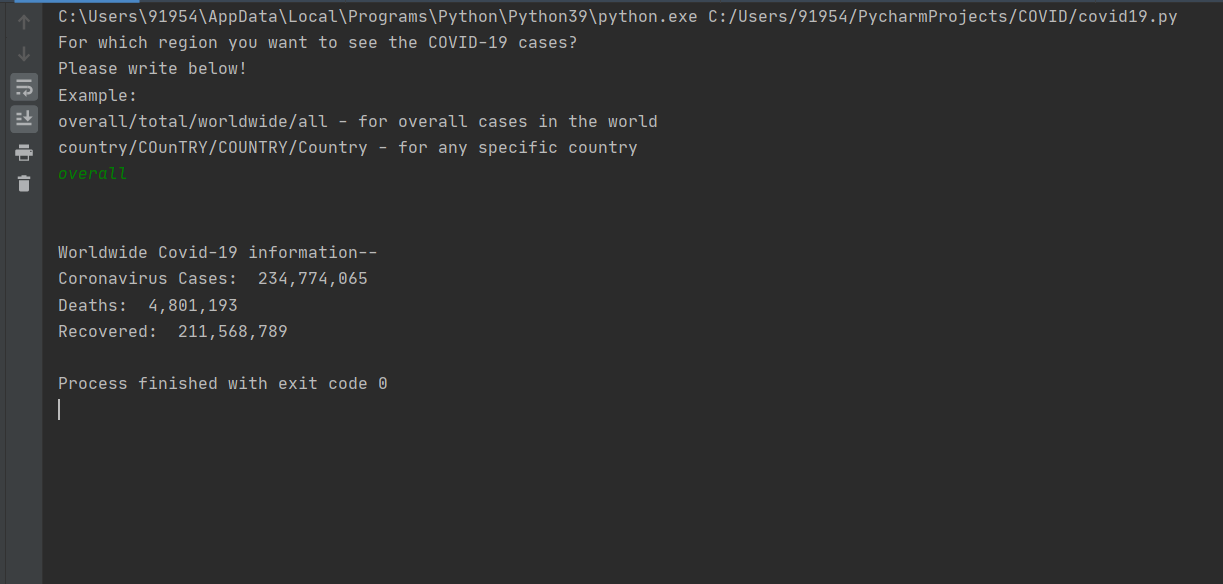 C:\Users\91954\AppData\Local\Programs\Python\Python39\python.exe C:/Users/91954/PycharmProjects/COVID/covid19.py
For which region you want to see the COVID-19 cases?
Please write below!
Example:
overall/total/worldwide/all - for overall cases in the world
country/COunTRY/COUNTRY/Country - for any specific country
overall
Worldwide Covid-19 information--
Coronavirus Cases:  234,774,065
Deaths:  4,801,193
Recovered:  211,568,789
Process finished with exit code 0